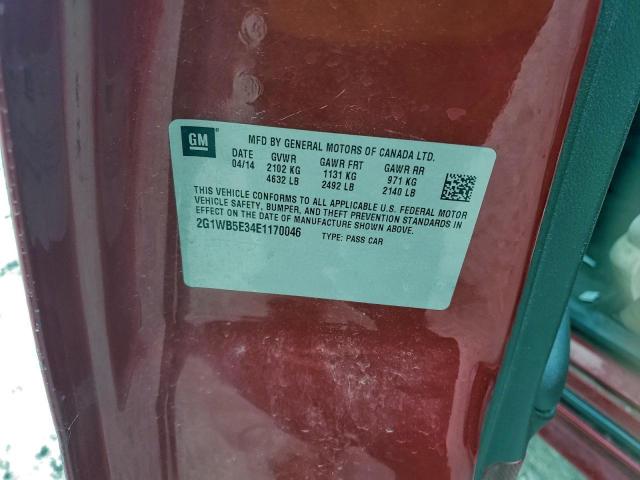 GM
MFD BY GENERAL MOTORS OF CANADA LTD.
DATE GVWR GAWR FRT GAWR RR
04/14 2102 KG 1131 KG 971 KG
4632 LB 2492 LB 2140 LB
THIS VEHICLE CONFORMS TO ALL APPLICABLE U.S. FEDERAL MOTOR
VEHICLE SAFETY, BUMPER, AND THEFT PREVENTION STANDARDS IN
EFFECT ON THE DATE OF MANUFACTURE SHOWN ABOVE.
2G1WB5E34E1170046 TYPE: PASS CAR